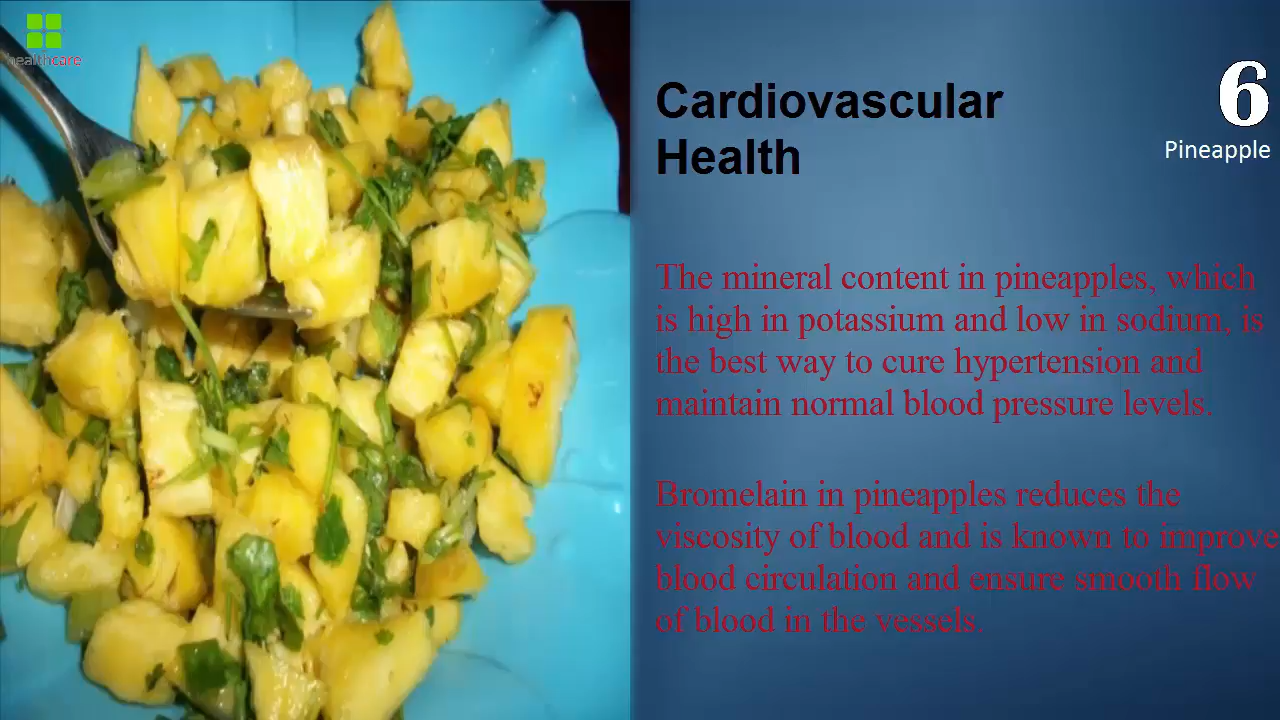 healthcare
Cardiovascular
Health
6
Pineapple
The mineral content in pineapples, which
is high in potassium and low in sodium, is
the best way to cure hypertension and
maintain normal blood pressure levels.
Bromelain in pineapples reduces the
viscosity of blood and is known to improve
blood circulation and ensure smooth flow
of blood in the vessels.